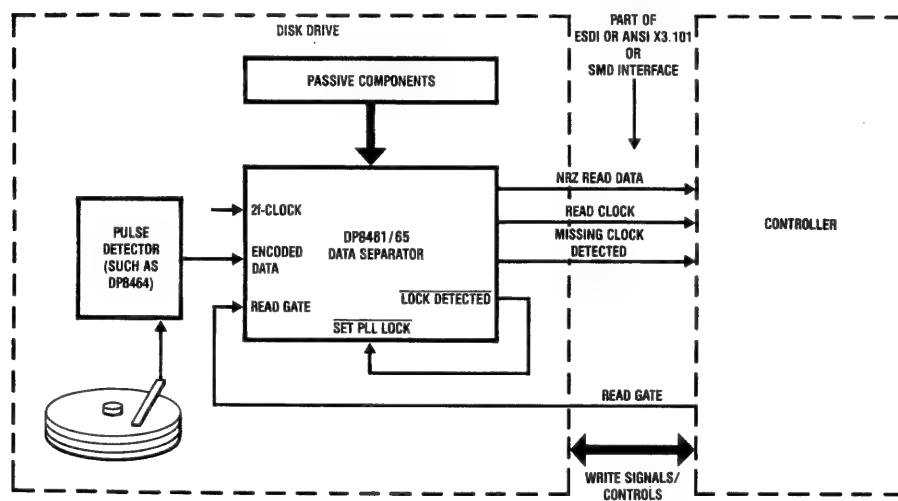 DISK DRIVE
PART OF
ESDI OR ANSI X3.101
OR
SMD INTERFACE
PASSIVE COMPONENTS
2f-CLOCK
NRZ READ DATA
READ CLOCK
MISSING CLOCK
DETECTED
CONTROLLER
PULSE
DETECTOR
(SUCH AS
DP8464)
ENCODED
DATA
DP8461/65
DATA SEPARATOR
READ GATE
LOCK DETECTED
SET PLL LOCK
READ GATE
WRITE SIGNALS/
CONTROLS